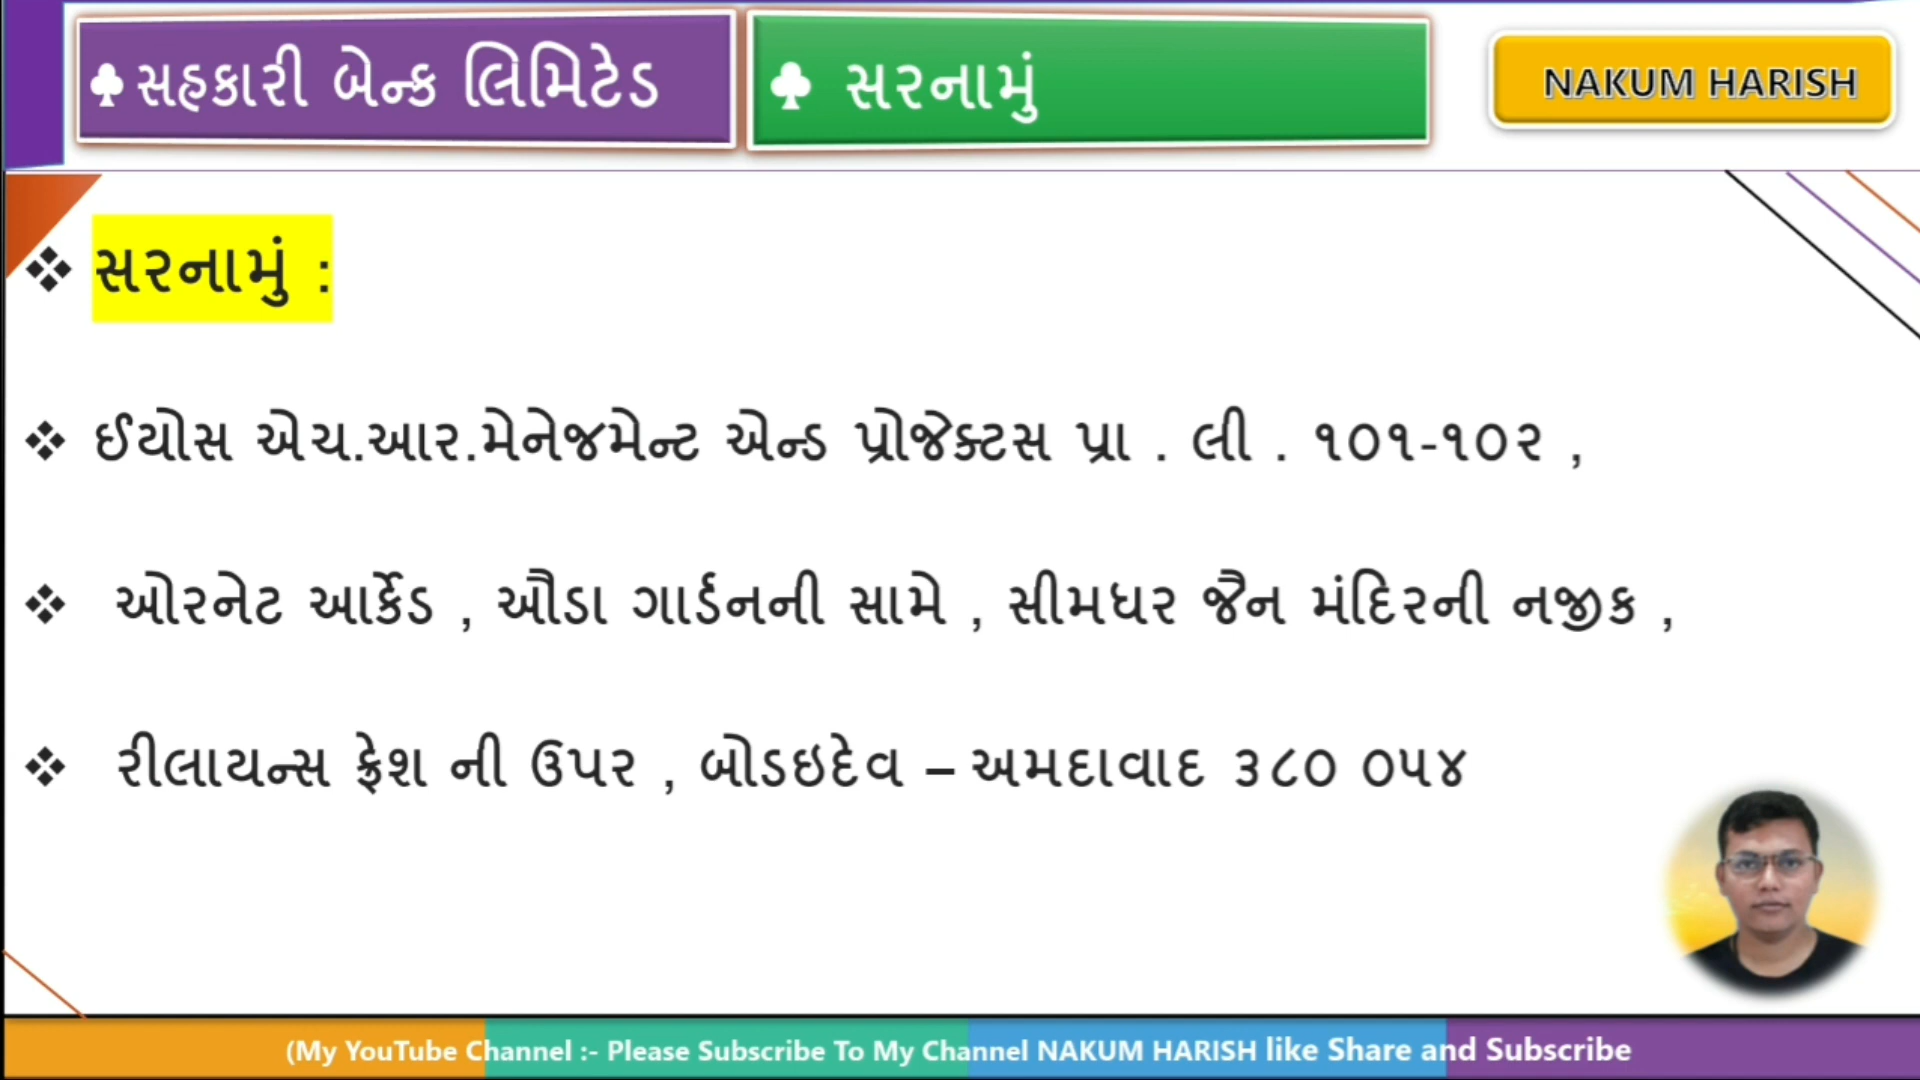 ♣સહકારી બેન્ક લિમિટેડ
♣ સરનામું
NAKUM HARISH
❖ સરનામું :
❖ ઈયોસ એચ.આર.મેનેજમેન્ટ એન્ડ પ્રોજેક્ટસ પ્રા . લી . ૧૦૧-૧૦૨ ,
❖ ઓરનેટ આર્કેડ , ઔડા ગાર્ડનની સામે , સીમધર જૈન મંદિરની નજીક ,
❖ રીલાયન્સ ફ્રેશ ની ઉપર , બોડઇદેવ – અમદાવાદ ૩૮૦ ૦૫૪
(My YouTube Channel :- Please Subscribe To My Channel NAKUM HARISH like Share and Subscribe